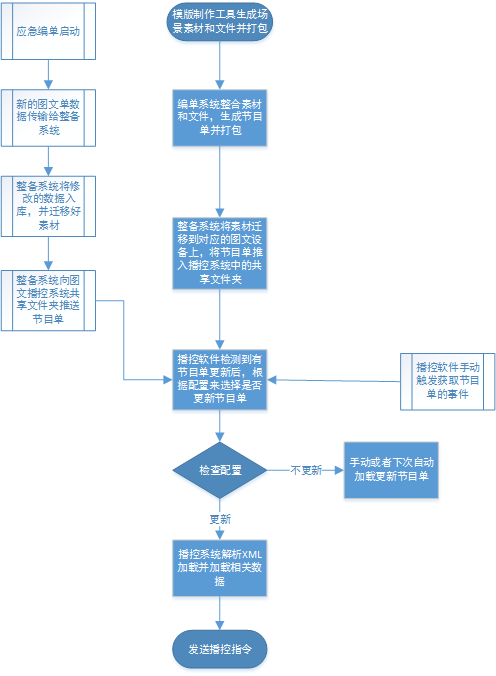 应急编单启动
新的图文单数
据传输给整备
系统
整备系统将修
改的数据入
库，并迁移好
素材
整备系统向图
文播控系统共
享文件夹推送
节目单
模版制作工具生成场
景素材和文件并打包
编单系统整合素材
和文件，生成节目
单并打包
整备系统将素材迁
移到对应的图文设
备上，将节目单推
入播控系统中的共
享文件夹
播控软件检测到有
节目单更新后，根
据配置来选择是否
更新节目单
播控软件手动
触发获取节目
单的事件
检查配置
不更新
手动或者下次自动
加载更新节目单
更新
播控系统解析XML
加载并加载相关数
据
发送播控指令